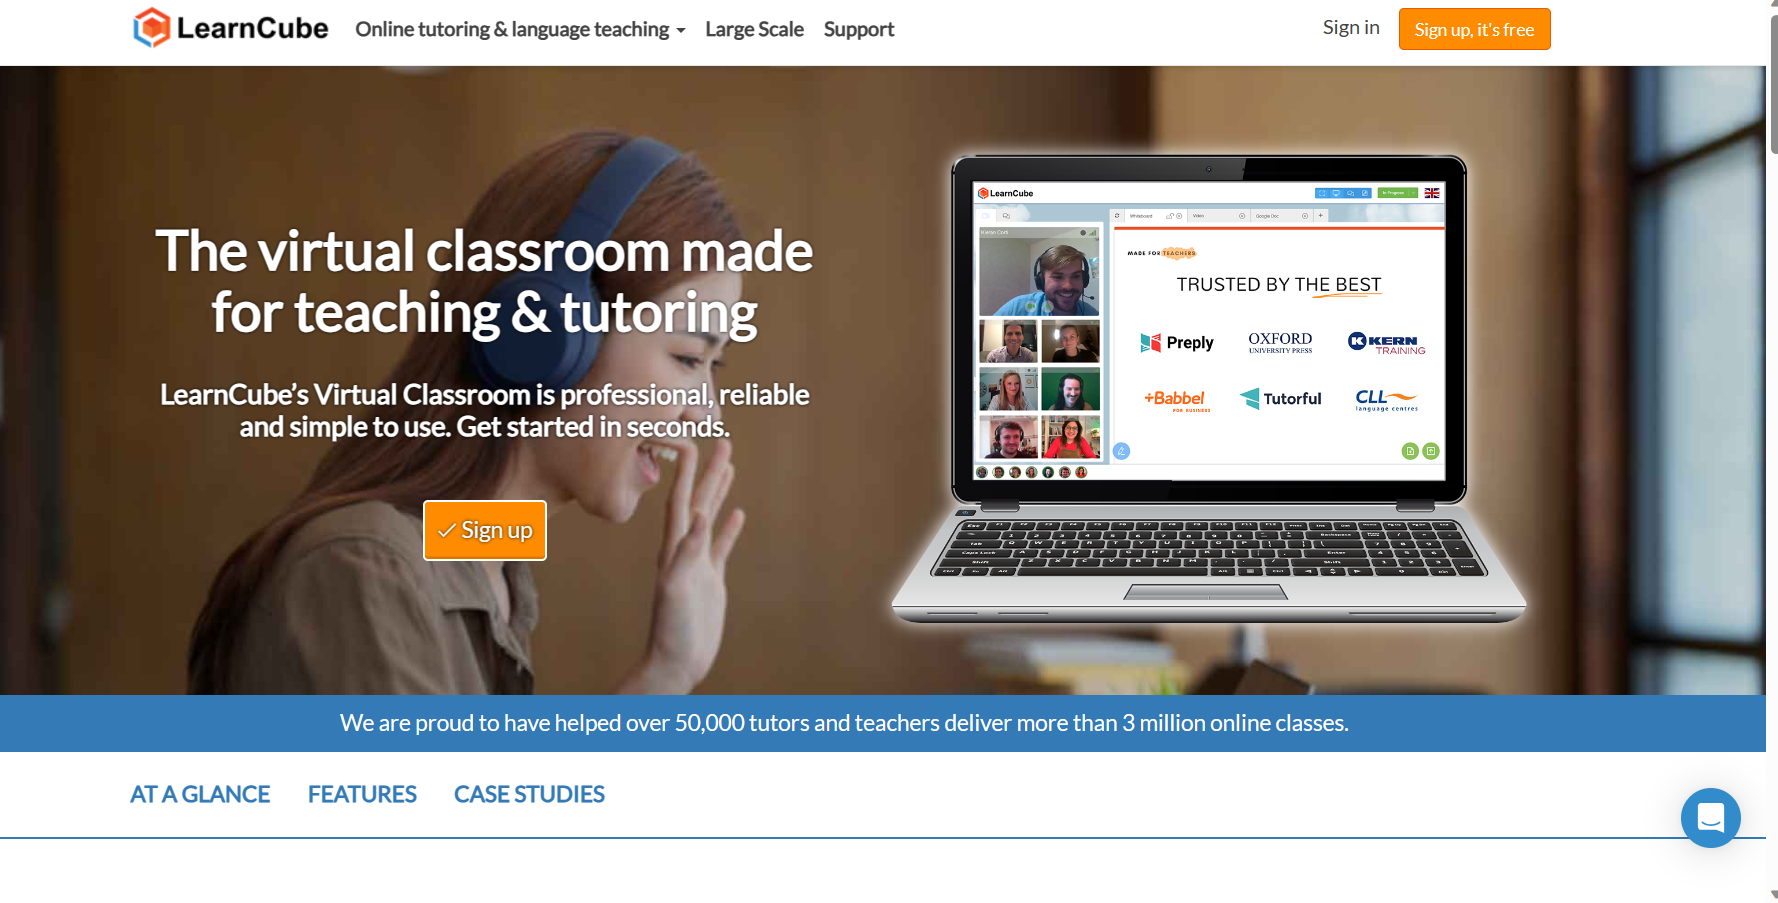 LearnCube
Online tutoring & language teaching
Large Scale
Support
Sign in
Sign up, it's free
The virtual classroom made
for teaching & tutoring
LearnCube’s Virtual Classroom is professional, reliable
and simple to use. Get started in seconds.
Sign up
LearnCube
In Progress
Whiteboard
Video
Google Doc
MADE FOR TEACHERS
TRUSTED BY THE BEST
Preply
OXFORD
UNIVERSITY PRESS
KERN
TRAINING
+Babbel
FOR BUSINESS
Tutorful
CLL
language centres
We are proud to have helped over 50,000 tutors and teachers deliver more than 3 million online classes.
AT A GLANCE
FEATURES
CASE STUDIES